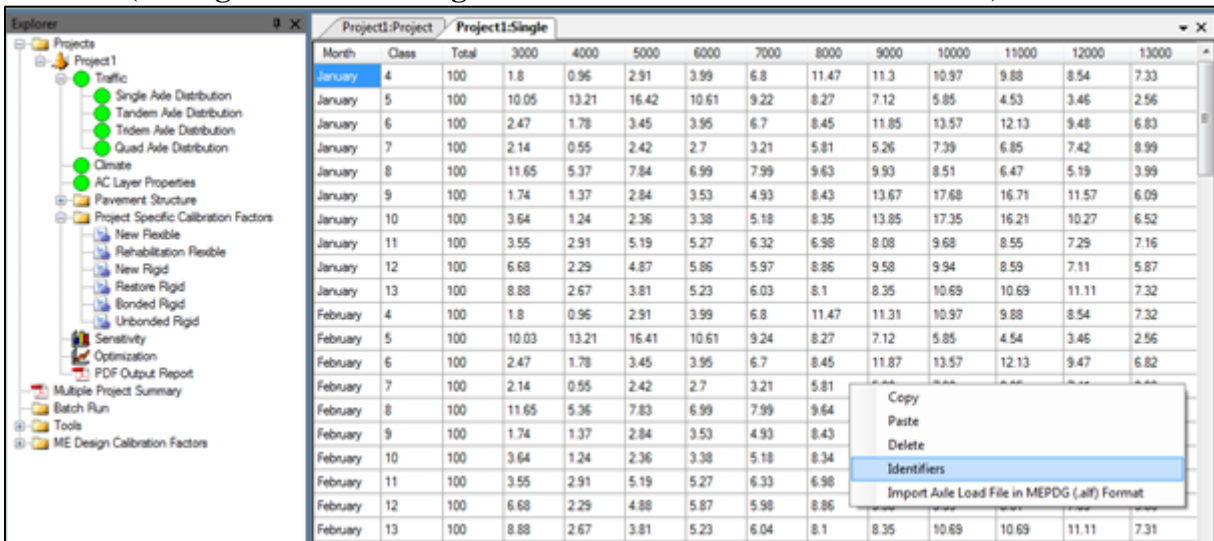 Explorer
Projects
Project1
Traffic
Single Axle Distribution
Tandem Axle Distribution
Tridem Axle Distribution
Quad Axle Distribution
Climate
AC Layer Properties
Pavement Structure
Project Specific Calibration Factors
New Flexible
Rehabilitation Flexible
New Rigid
Restore Rigid
Bonded Rigid
Unbonded Rigid
Sensitivity
Optimization
PDF Output Report
Multiple Project Summary
Batch Run
Tools
ME Design Calibration Factors
Project1:Project Project1:Single
Month Class Total 3000 4000 5000 6000 7000 8000 9000 10000 11000 12000 13000
January 4 100 1.8 0.96 2.91 3.99 6.8 11.47 11.3 10.97 9.88 8.54 7.33
January 5 100 10.05 13.21 16.42 10.61 9.22 8.27 7.12 5.85 4.53 3.46 2.56
January 6 100 2.47 1.78 3.45 3.95 6.7 8.45 11.85 13.57 12.13 9.48 6.83
January 7 100 2.14 0.55 2.42 2.7 3.21 5.81 5.26 7.39 6.85 7.42 8.99
January 8 100 11.65 5.37 7.84 6.99 7.99 9.63 9.93 8.51 6.47 5.19 3.99
January 9 100 1.74 1.37 2.84 3.53 4.93 8.43 13.67 17.68 16.71 11.57 6.09
January 10 100 3.64 1.24 2.36 3.38 5.18 8.35 13.85 17.35 16.21 10.27 6.52
January 11 100 3.55 2.91 5.19 5.27 6.32 6.98 8.08 9.68 8.55 7.29 7.16
January 12 100 6.68 2.29 4.87 5.86 5.97 8.86 9.58 9.94 8.59 7.11 5.87
January 13 100 8.88 2.67 3.81 5.23 6.03 8.1 8.35 10.69 10.69 11.11 7.32
February 4 100 1.8 0.96 2.91 3.99 6.8 11.47 11.31 10.97 9.88 8.54 7.32
February 5 100 10.03 13.21 16.41 10.61 9.24 8.27 7.12 5.85 4.54 3.46 2.56
February 6 100 2.47 1.78 3.45 3.95 6.7 8.45 11.87 13.57 12.13 9.47 6.82
February 7 100 2.14 0.55 2.42 2.7 3.21 5.81
February 8 100 11.65 5.36 7.83 6.99 7.99 9.64
February 9 100 1.74 1.37 2.84 3.53 4.93 8.43
February 10 100 3.64 1.24 2.36 3.38 5.18 8.34
February 11 100 3.55 2.91 5.19 5.27 6.33 6.98
February 12 100 6.68 2.29 4.88 5.87 5.98 8.86
February 13 100 8.88 2.67 3.81 5.23 6.04 8.1 8.35 10.69 10.69 11.11 7.31
Copy
Paste
Delete
Identifiers
Import Axle Load File in MEPDG (.alf) Format